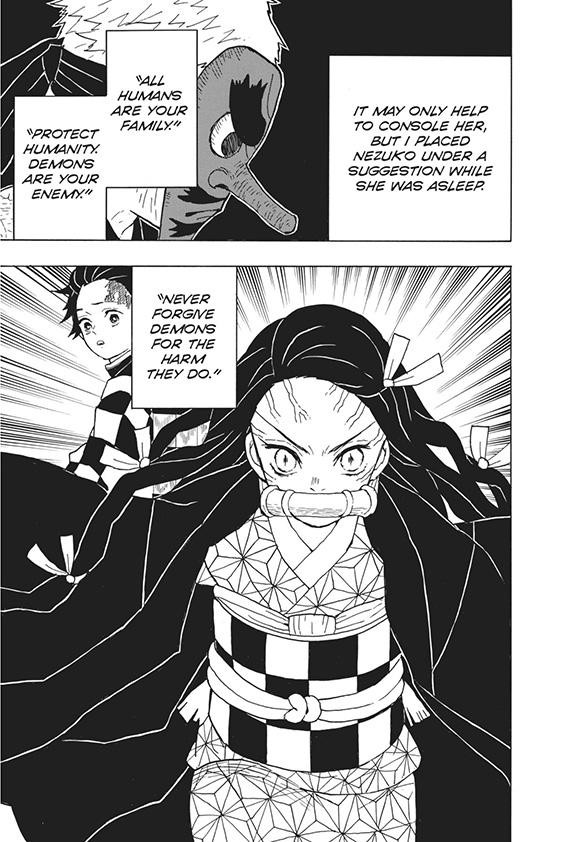 IT MAY ONLY HELP
TO CONSOLE HER,
BUT I PLACED
NEZUKO UNDER A
SUGGESTION WHILE
SHE WAS ASLEEP.
“ALL
HUMANS
ARE YOUR
FAMILY.”
“PROTECT
HUMANITY.
DEMONS
ARE YOUR
ENEMY.”
“NEVER
FORGIVE
DEMONS
FOR THE
HARM
THEY DO.”